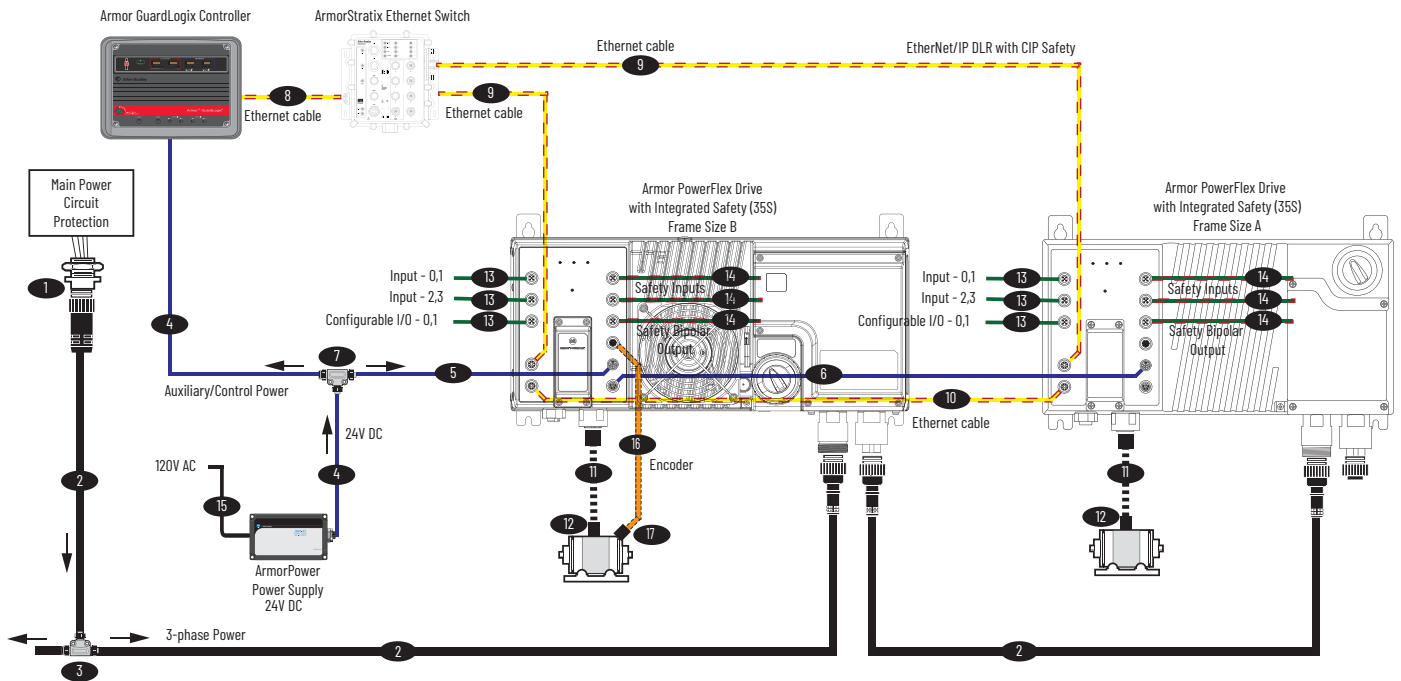 Armor GuardLogix Controller
ArmorStratix Ethernet Switch
Ethernet cable
9
EtherNet/IP DLR with CIP Safety
8
Ethernet cable
9
Ethernet cable
Main Power
Circuit
Protection
1
4
Armor PowerFlex Drive
with Integrated Safety (35S)
Frame Size B
Armor PowerFlex Drive
with Integrated Safety (35S)
Frame Size A
Input - 0,1
13
14
Safety Inputs
Input - 2,3
13
14
Configurable I/O - 0,1
13
14
Safety Bipolar
Output
Input - 0,1
13
14
Safety Inputs
Input - 2,3
13
14
Configurable I/O - 0,1
13
14
Safety Bipolar
Output
7
5
6
Auxiliary/Control Power
10
Ethernet cable
24V DC
4
120V AC
15
2
16
Encoder
11
12
17
11
12
ArmorPower
Power Supply
24V DC
3-phase Power
3
2
2